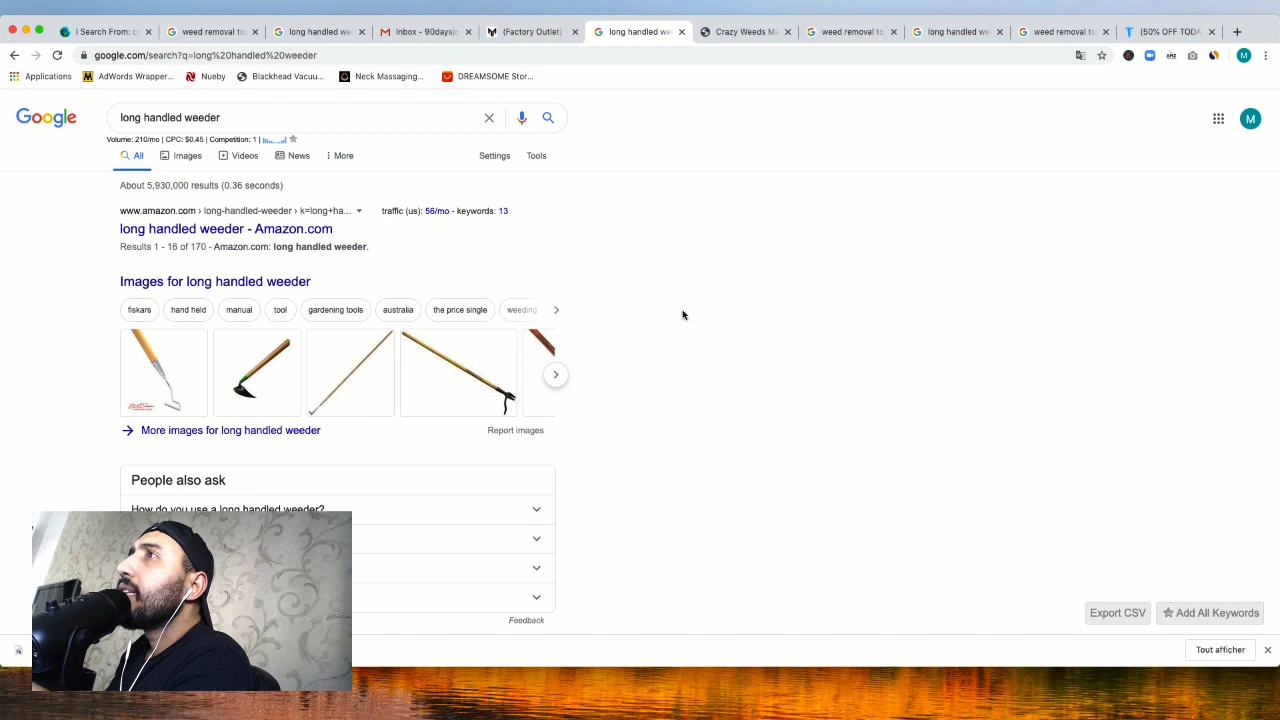 I Search From: c
weed removal to
long handled we
Inbox - 90daysjo
(Factory Outlet)
long handled we
Crazy Weeds Ma
weed removal to
long handled we
weed removal to
(50% OFF TODA
google.com/search?q=long%20handled%20weeder
M
Applications
AdWords Wrapper...
Nueby
Blackhead Vacuu...
Neck Massaging...
DREAMSOME Stor...
Google
long handled weeder
M
Volume: 210/mo | CPC: $0.45 | Competition: 1 |
All
Images
Videos
News
More
Settings
Tools
About 5,930,000 results (0.36 seconds)
www.amazon.com › long-handled-weeder › k=long+ha...
traffic (us): 56/mo - keywords: 13
long handled weeder - Amazon.com
Results 1 - 16 of 170 - Amazon.com: long handled weeder.
Images for long handled weeder
fiskars
hand held
manual
tool
gardening tools
australia
the price single
weeding
More images for long handled weeder
Report images
People also ask
How do you use a long handled weeder?
Export CSV
Add All Keywords
Feedback
Tout afficher